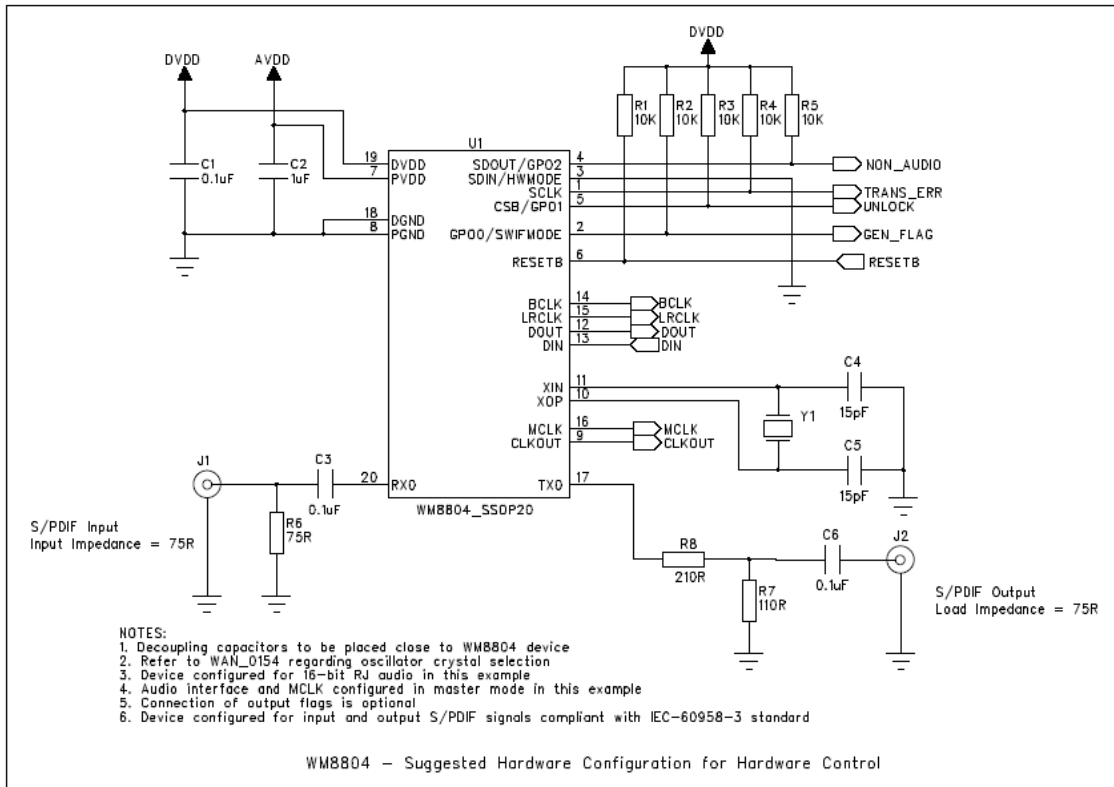 DVDD
DVDD
AVDD
R1
10K
R2
10K
R3
10K
R4
10K
R5
10K
U1
C1
0.1uF
C2
1uF
19
DVDD
7
PVDD
18
DGND
8
PGND
SDOUT/GPO2
4
NON_AUDIO
SDIN/HWMODE
3
SCLK
1
TRANS_ERR
CSB/GPO1
5
UNLOCK
GPO0/SWIFMODE
2
GEN_FLAG
RESETB
6
RESETB
BCLK
14
BCLK
LRCLK
15
LRCLK
DOUT
12
DOUT
DIN
13
DIN
XIN
11
XOP
10
C4
15pF
Y1
C5
15pF
MCLK
16
MCLK
CLKOUT
9
CLKOUT
J1
C3
0.1uF
20
RX0
TX0
17
WM8804_SSOP20
S/PDIF Input
Input Impedance = 75R
R6
75R
R8
210R
C6
0.1uF
J2
R7
110R
S/PDIF Output
Load Impedance = 75R
NOTES:
1. Decoupling capacitors to be placed close to WM8804 device
2. Refer to WAN_0154 regarding oscillator crystal selection
3. Device configured for 16-bit RJ audio in this example
4. Audio interface and MCLK configured in master mode in this example
5. Connection of output flags is optional
6. Device configured for input and output S/PDIF signals compliant with IEC-60958-3 standard
WM8804 – Suggested Hardware Configuration for Hardware Control